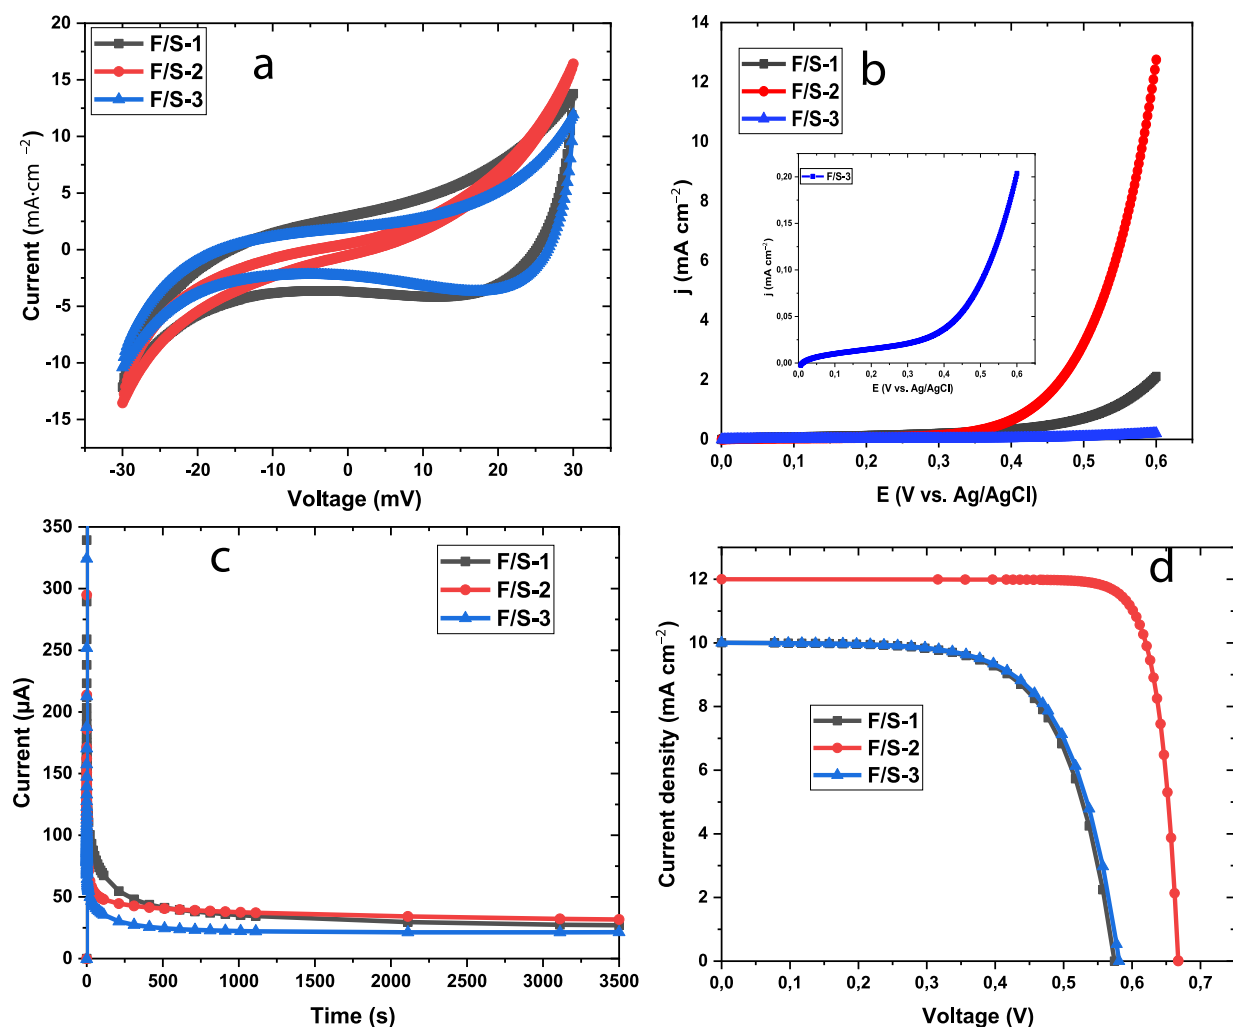 a
F/S-1
F/S-2
F/S-3
20
15
10
5
0
-5
-10
-15
Current (mA·cm⁻²)
-30
-20
-10
0
10
20
30
Voltage (mV)
b
F/S-1
F/S-2
F/S-3
14
12
10
8
6
4
2
0
j (mA cm⁻²)
0,0
0,1
0,2
0,3
0,4
0,5
0,6
E (V vs. Ag/AgCl)
F/S-3
0,20
0,15
0,10
0,05
0,00
j (mA cm⁻²)
0,0
0,1
0,2
0,3
0,4
0,5
0,6
E (V vs. Ag/AgCl)
c
F/S-1
F/S-2
F/S-3
350
300
250
200
150
100
50
0
Current (µA)
0
500
1000
1500
2000
2500
3000
3500
Time (s)
d
F/S-1
F/S-2
F/S-3
12
10
8
6
4
2
0
Current density (mA cm⁻²)
0,0
0,1
0,2
0,3
0,4
0,5
0,6
0,7
Voltage (V)